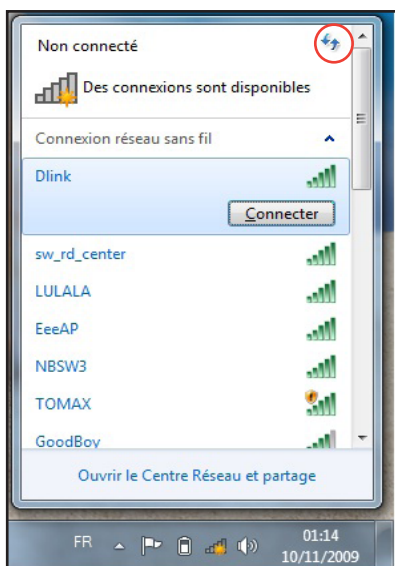 Non connecté
Des connexions sont disponibles
Connexion réseau sans fil
Dlink
Connecter
sw_rd_center
LULALA
EeeAP
NBSW3
TOMAX
GoodBoy
Ouvrir le Centre Réseau et partage
FR
01:14
10/11/2009